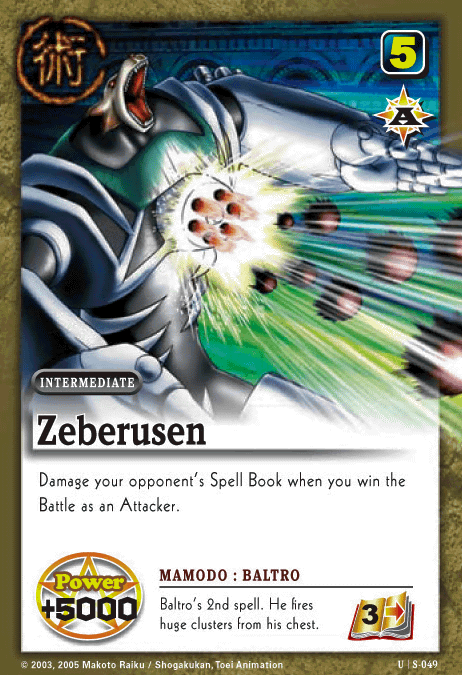 術
5
A
INTERMEDIATE
Zeberusen
Damage your opponent's Spell Book when you win the
Battle as an Attacker.
Power
+5000
MAMODO : BALTRO
Baltro's 2nd spell. He fires
huge clusters from his chest.
3
© 2003, 2005 Makoto Raiku / Shogakukan, Toei Animation
U | S-049